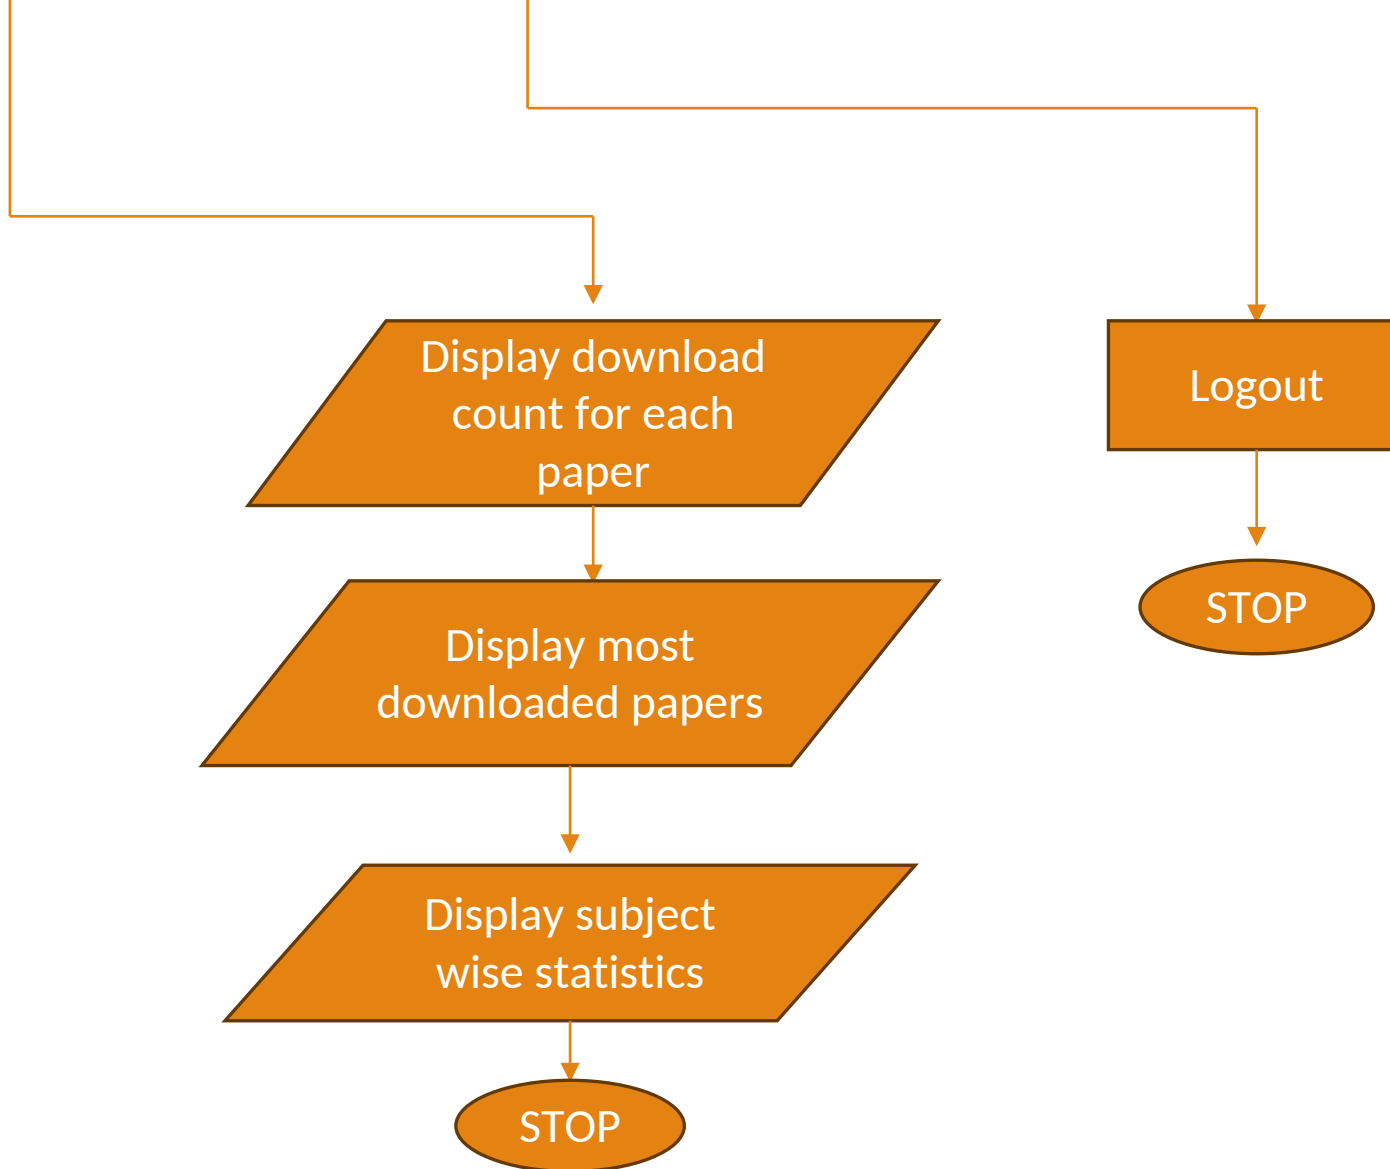 Display download
count for each
paper
Logout
STOP
Display most
downloaded papers
Display subject
wise statistics
STOP